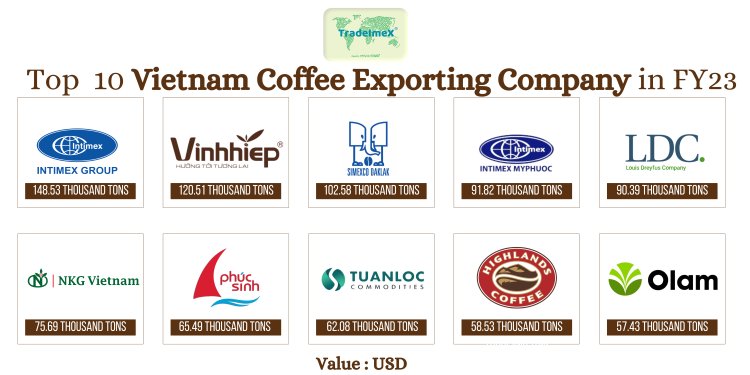 TradeImeX
Top 10 Vietnam Coffee Exporting Company in FY23
Intimex
INTIMEX GROUP
148.53 THOUSAND TONS
Vinhhiep®
HƯỚNG TỚI TƯƠNG LAI
120.51 THOUSAND TONS
SIMEXCO DAKLAK
102.58 THOUSAND TONS
Intimex
INTIMEX MYPHUOC
91.82 THOUSAND TONS
LDC.
Louis Dreyfus Company
90.39 THOUSAND TONS
N | NKG Vietnam
75.69 THOUSAND TONS
phúc
sinh
65.49 THOUSAND TONS
TUANLOC
COMMODITIES
62.08 THOUSAND TONS
HIGHLANDS
COFFEE
58.53 THOUSAND TONS
Olam
57.43 THOUSAND TONS
Value : USD